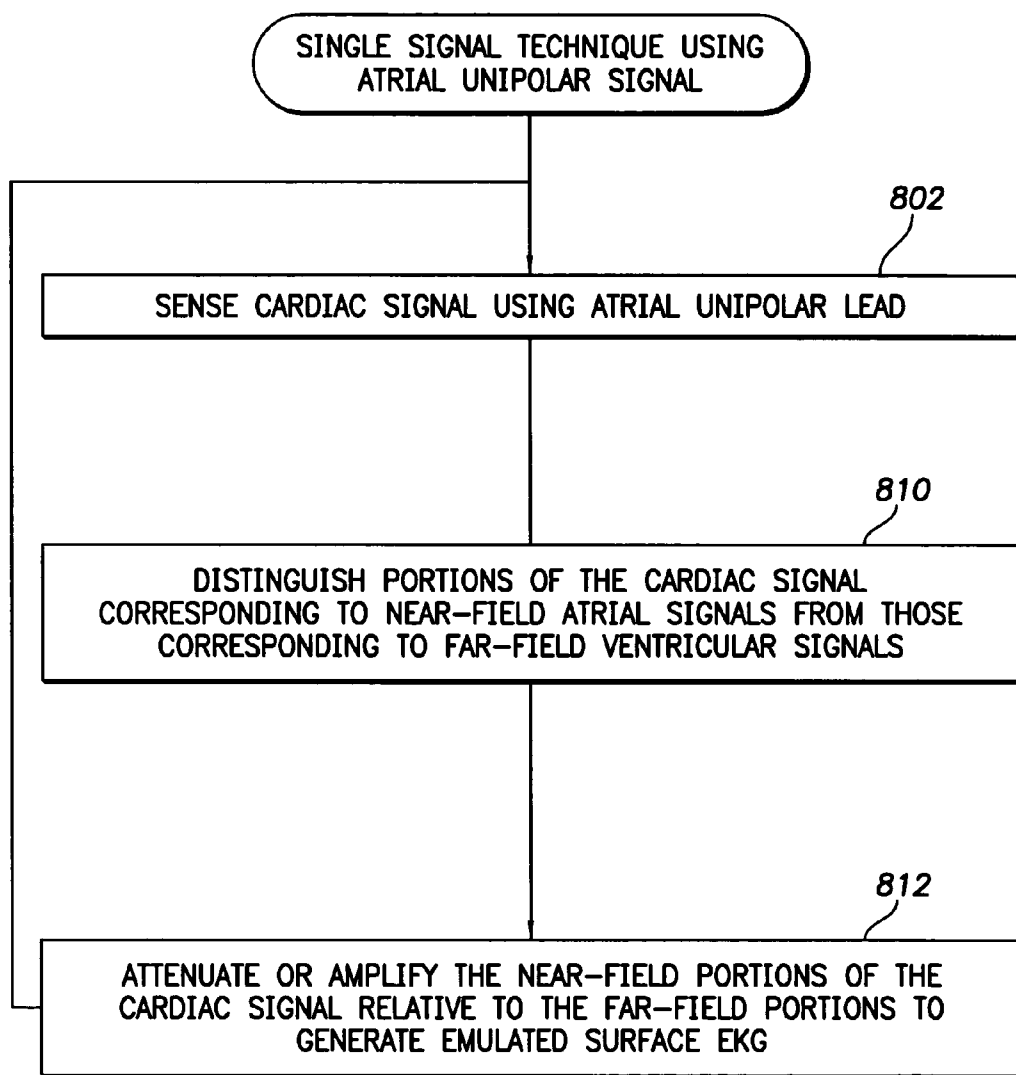 SINGLE SIGNAL TECHNIQUE USING
ATRIAL UNIPOLAR SIGNAL
802
SENSE CARDIAC SIGNAL USING ATRIAL UNIPOLAR LEAD
810
DISTINGUISH PORTIONS OF THE CARDIAC SIGNAL
CORRESPONDING TO NEAR-FIELD ATRIAL SIGNALS FROM THOSE
CORRESPONDING TO FAR-FIELD VENTRICULAR SIGNALS
812
ATTENUATE OR AMPLIFY THE NEAR-FIELD PORTIONS OF THE
CARDIAC SIGNAL RELATIVE TO THE FAR-FIELD PORTIONS TO
GENERATE EMULATED SURFACE EKG